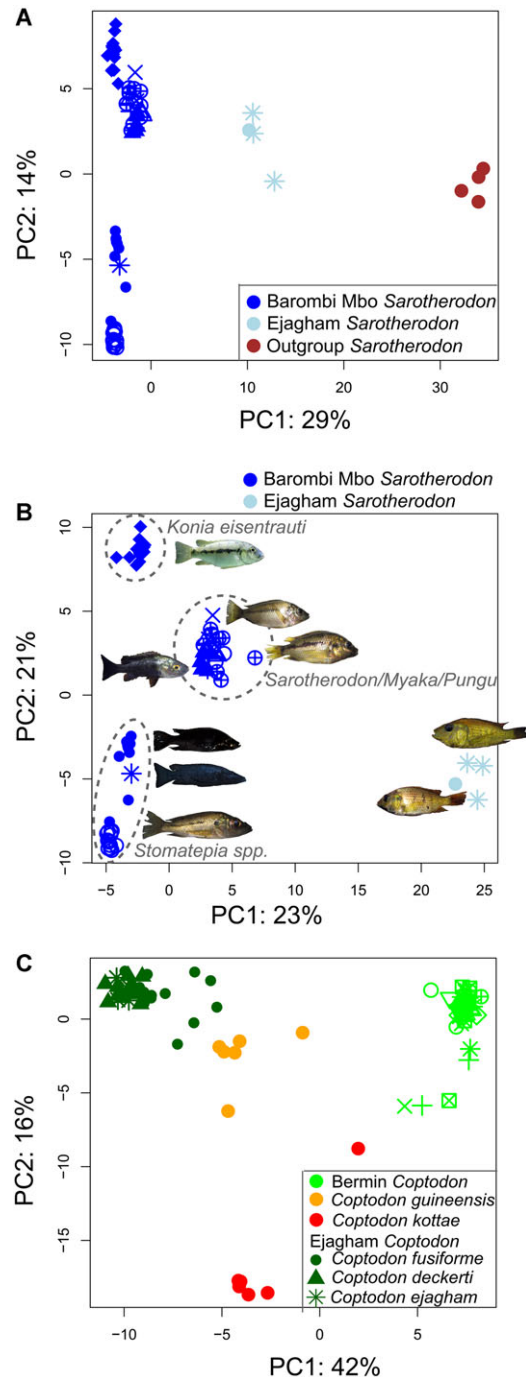 A
PC2: 14%
5
0
−5
−10
0
10
20
30
PC1: 29%
Barombi Mbo Sarotherodon
Ejagham Sarotherodon
Outgroup Sarotherodon
Barombi Mbo Sarotherodon
Ejagham Sarotherodon
B
PC2: 21%
10
5
0
−5
−10
Konia eisentrauti
Sarotherodon/Myaka/Pungu
Stomatepia spp.
−5
0
5
10
15
20
25
PC1: 23%
C
PC2: 16%
0
−5
−10
−15
−10
−5
0
5
PC1: 42%
Bermin Coptodon
Coptodon guineensis
Coptodon kottae
Ejagham Coptodon
Coptodon fusiforme
Coptodon deckerti
Coptodon ejagham